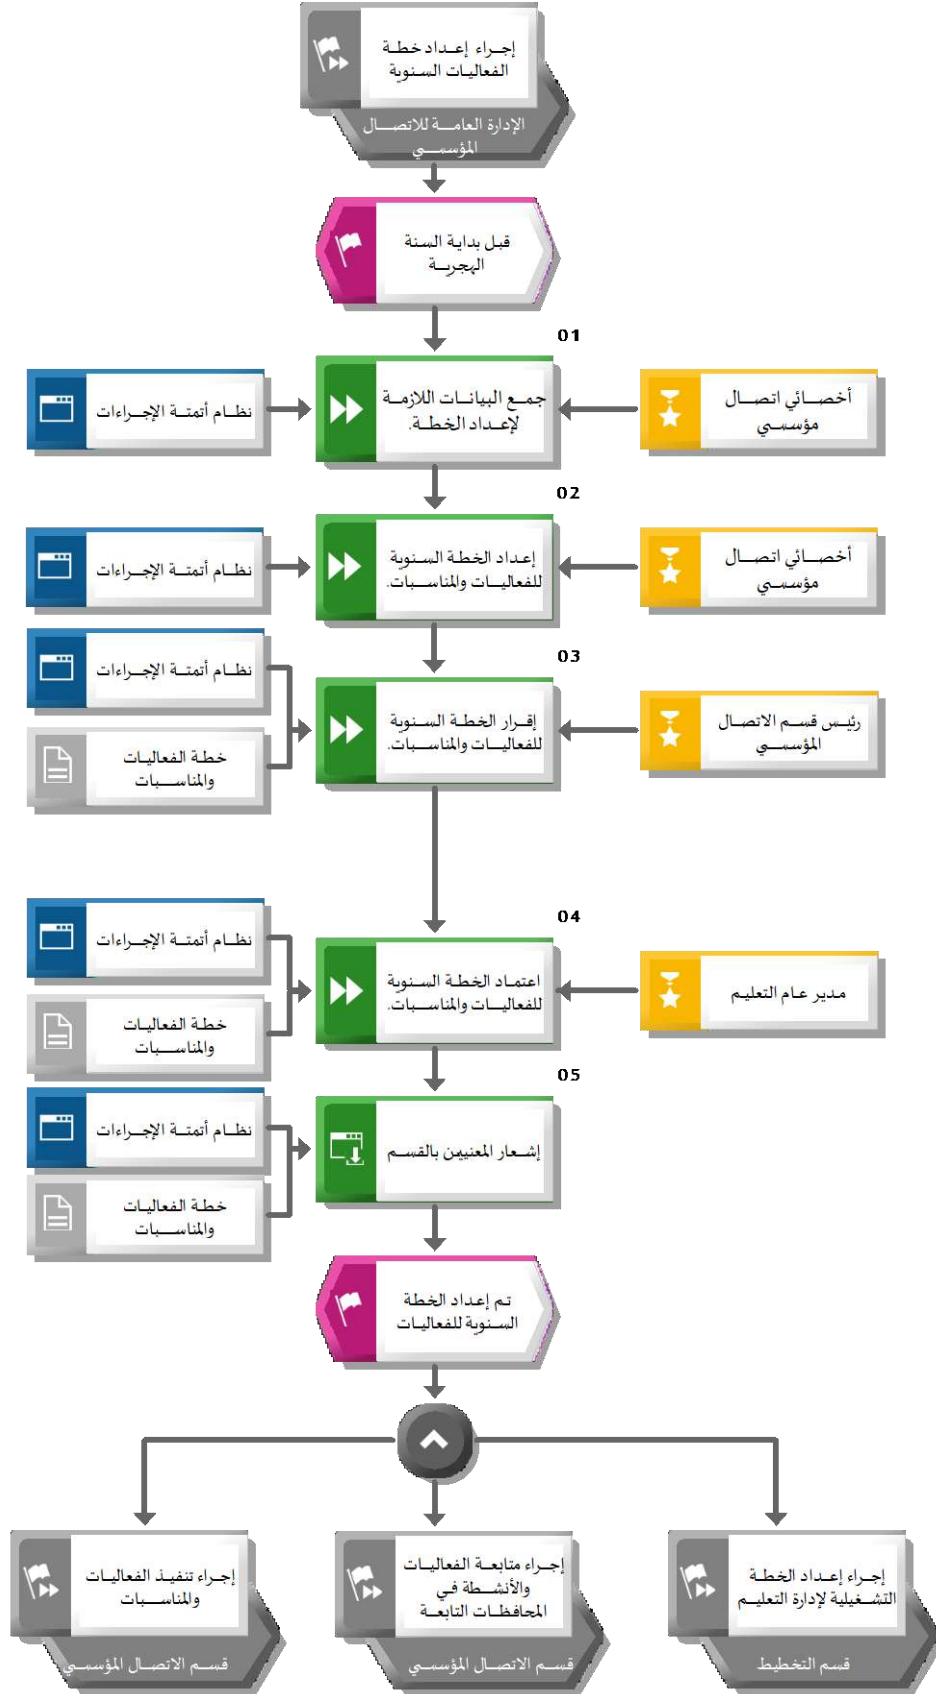 إجراء إعداد خطة
الفعاليات السنوية
الإدارة العامة للاتصال
المؤسسي
قبل بداية السنة
الهجرية
01
أخصائي اتصال
مؤسسي
جمع البيانات اللازمة
لإعداد الخطة.
نظام أتمتة الإجراءات
02
أخصائي اتصال
مؤسسي
إعداد الخطة السنوية
للفعاليات والمناسبات.
نظام أتمتة الإجراءات
03
رئيس قسم الاتصال
المؤسسي
إقرار الخطة السنوية
للفعاليات والمناسبات.
نظام أتمتة الإجراءات
خطة الفعاليات
والمناسبات
04
مدير عام التعليم
اعتماد الخطة السنوية
للفعاليات والمناسبات.
نظام أتمتة الإجراءات
خطة الفعاليات
والمناسبات
05
إشعار المعنيين بالقسم
نظام أتمتة الإجراءات
خطة الفعاليات
والمناسبات
تم إعداد الخطة
السنوية للفعاليات
إجراء إعداد الخطة
التشغيلية لإدارة التعليم
قسم التخطيط
إجراء متابعة الفعاليات
والأنشطة في
المحافظات التابعة
قسم الاتصال المؤسسي
إجراء تنفيذ الفعاليات
والمناسبات
قسم الاتصال المؤسسي